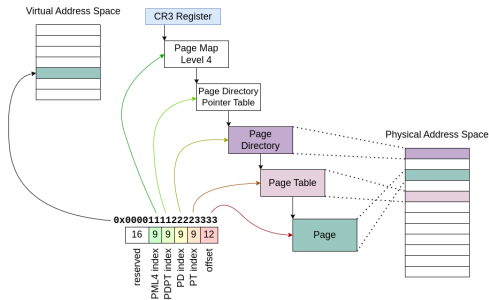 Virtual Address Space
CR3 Register
Page Map
Level 4
Page Directory
Pointer Table
Page
Directory
Physical Address Space
Page Table
0x0000111122223333
16 9 9 9 9 12
Page
reserved
PML4 index
PDPT index
PD index
PT index
offset